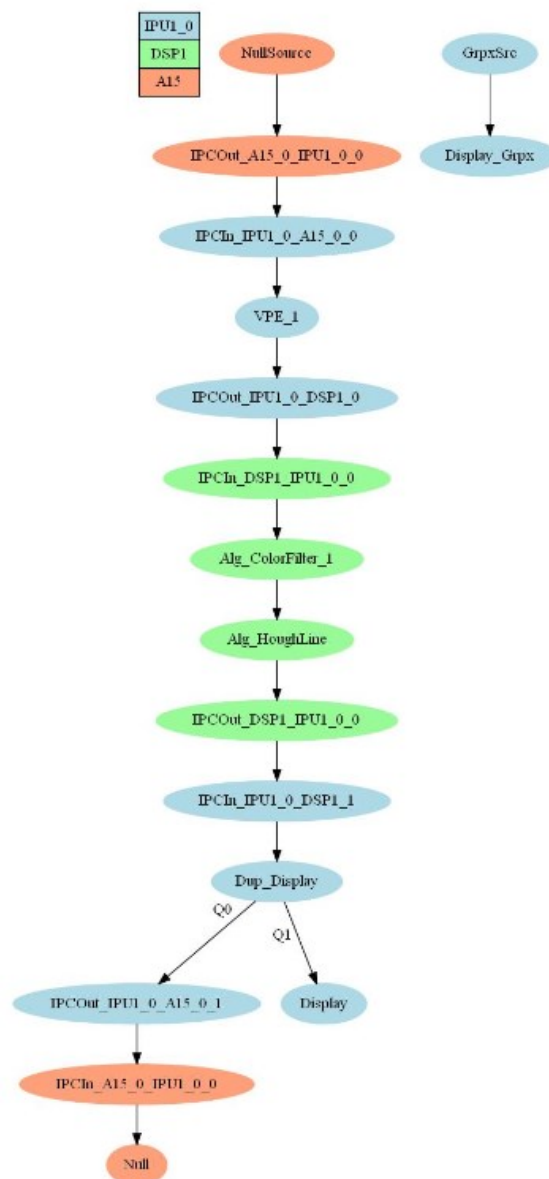 IPU1_0
DSP1
A15
NullSource
GrpxSrc
IPCOut_A15_0_IPU1_0_0
Display_Grpx
IPCIn_IPU1_0_A15_0_0
VPE_1
IPCOut_IPU1_0_DSP1_0
IPCIn_DSP1_IPU1_0_0
Alg_ColorFilter_1
Alg_HoughLine
IPCOut_DSP1_IPU1_0_0
IPCIn_IPU1_0_DSP1_1
Dup_Display
Q0
Q1
IPCOut_IPU1_0_A15_0_1
Display
IPCIn_A15_0_IPU1_0_0
Null